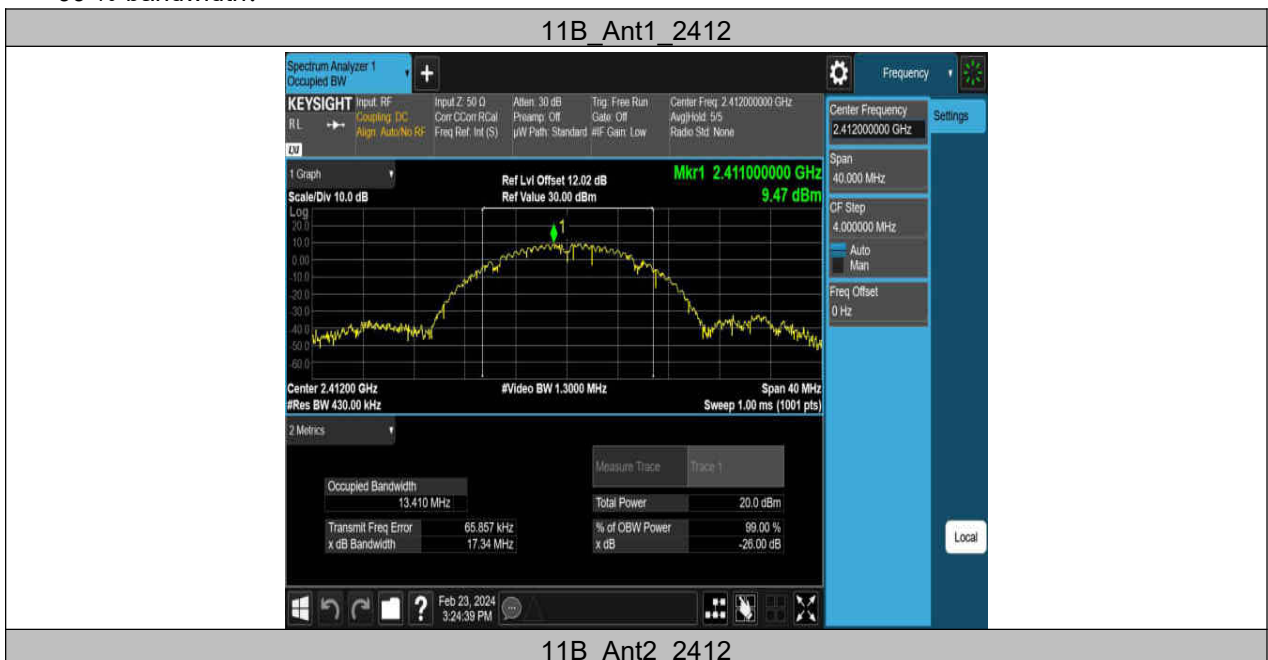 11B_Ant1_2412
Spectrum Analyzer 1
Occupied BW
+
Frequency
KEYSIGHT
RL
LXI
Input: RF
Coupling: DC
Align: Auto/No RF
Input Z: 50 Ω
Corr CCorr RCal
Freq Ref: Int (S)
Atten: 30 dB
Preamp: Off
µW Path: Standard
Trig: Free Run
Gate: Off
#IF Gain: Low
Center Freq: 2.412000000 GHz
Avg|Hold: 5/5
Radio Std: None
Center Frequency
2.412000000 GHz
Settings
Span
40.000 MHz
CF Step
4.000000 MHz
Auto
Man
Freq Offset
0 Hz
1 Graph
Scale/Div 10.0 dB
Ref Lvl Offset 12.02 dB
Ref Value 30.00 dBm
Mkr1 2.411000000 GHz
9.47 dBm
Log
20.0
10.0
0.00
-10.0
-20.0
-30.0
-40.0
-50.0
-60.0
1
Center 2.41200 GHz
#Res BW 430.00 kHz
#Video BW 1.3000 MHz
Span 40 MHz
Sweep 1.00 ms (1001 pts)
2 Metrics
Measure Trace Trace 1
Occupied Bandwidth
13.410 MHz
Total Power 20.0 dBm
Transmit Freq Error 65.857 kHz
% of OBW Power 99.00 %
x dB Bandwidth 17.34 MHz
x dB -26.00 dB
Local
?
Feb 23, 2024
3:24:39 PM
11B_Ant2_2412